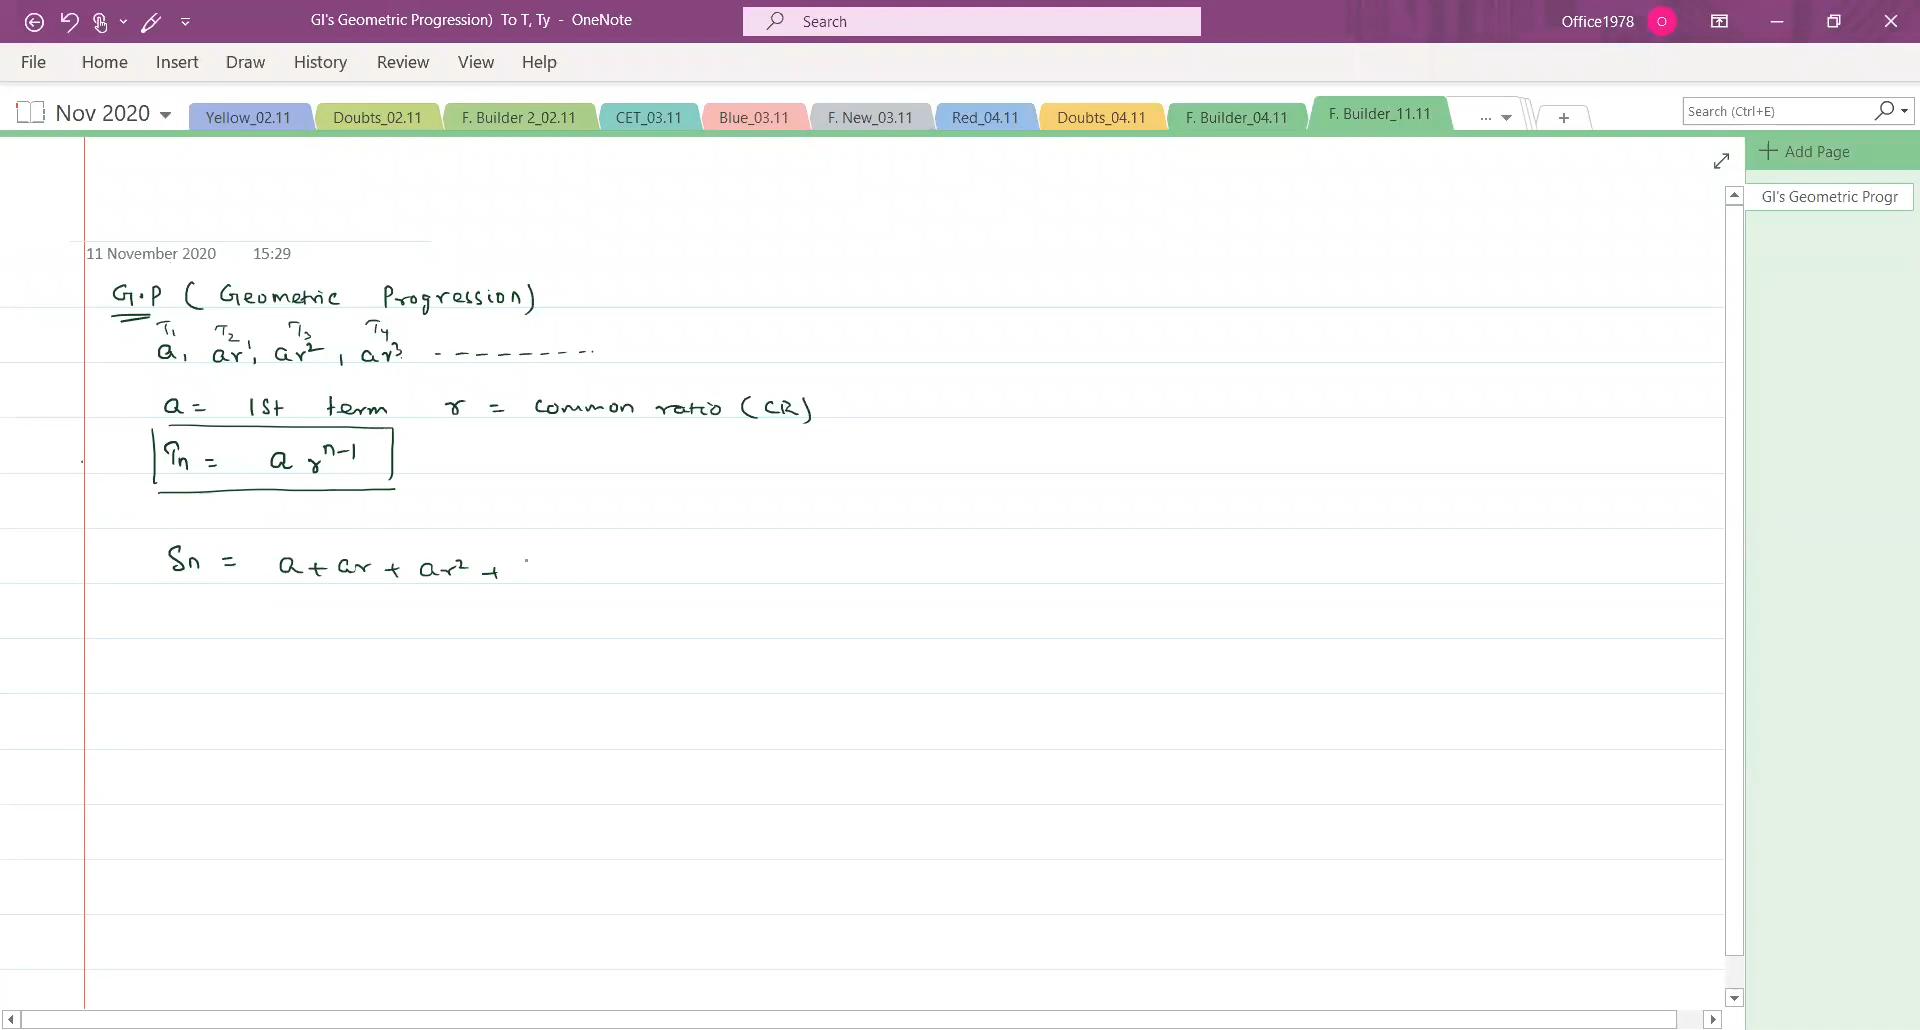 GI's Geometric Progression) To T, Ty - OneNote
Search
Office1978
O
File Home Insert Draw History Review View Help
Nov 2020
Yellow_02.11
Doubts_02.11
F. Builder 2_02.11
CET_03.11
Blue_03.11
F. New_03.11
Red_04.11
Doubts_04.11
F. Builder_04.11
F. Builder_11.11
...
Search (Ctrl+E)
Add Page
GI's Geometric Progr
11 November 2020 15:29
G.P ( Geometric Progression)
T₁ T₂ T₃ T₄
a, ar¹, ar², ar³ ----------
a = 1st term r = common ratio (CR)
Tn = a rⁿ⁻¹
Sn = a + ar + ar² +